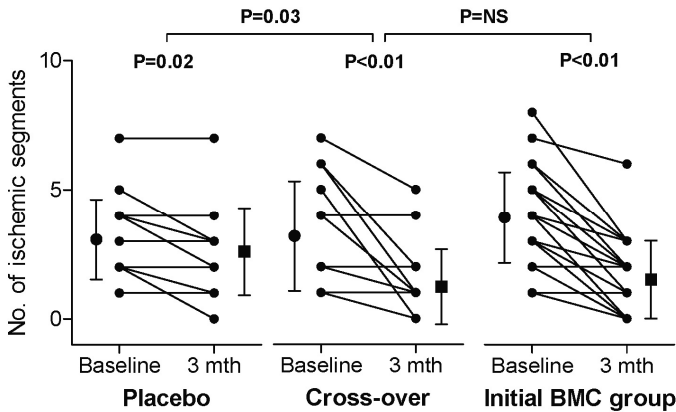 P=0.03
P=NS
P=0.02
P<0.01
P<0.01
No. of ischemic segments
10
5
0
Baseline 3 mth
Baseline 3 mth
Baseline 3 mth
Placebo
Cross-over
Initial BMC group